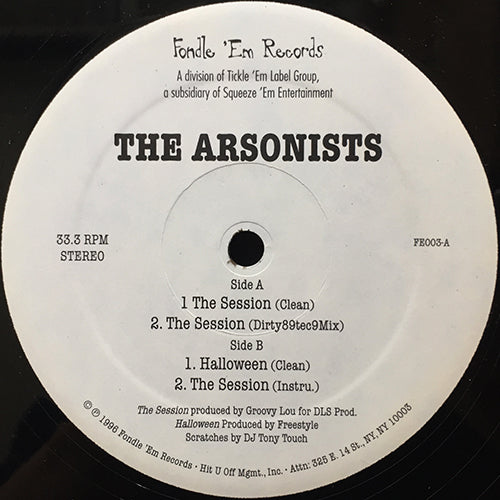 Fondle 'Em Records
A division of Tickle 'Em Label Group,
a subsidiary of Squeeze 'Em Entertainment
THE ARSONISTS
33.3 RPM
STEREO
FE003-A
Side A
1 The Session (Clean)
2. The Session (Dirty89tec9Mix)
Side B
1. Halloween (Clean)
2. The Session (Instru.)
The Session produced by Groovy Lou for DLS Prod.
Halloween Produced by Freestyle
Scratches by DJ Tony Touch
© ℗ 1996 Fondle 'Em Records • Hit U Off Mgmt., Inc. • Attn: 325 E. 14 St., NY, NY 10003